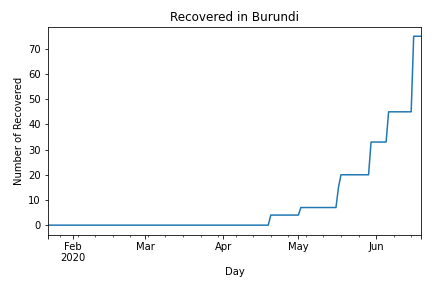 Recovered in Burundi
Number of Recovered
70
60
50
40
30
20
10
0
Feb
2020
Mar
Apr
May
Jun
Day